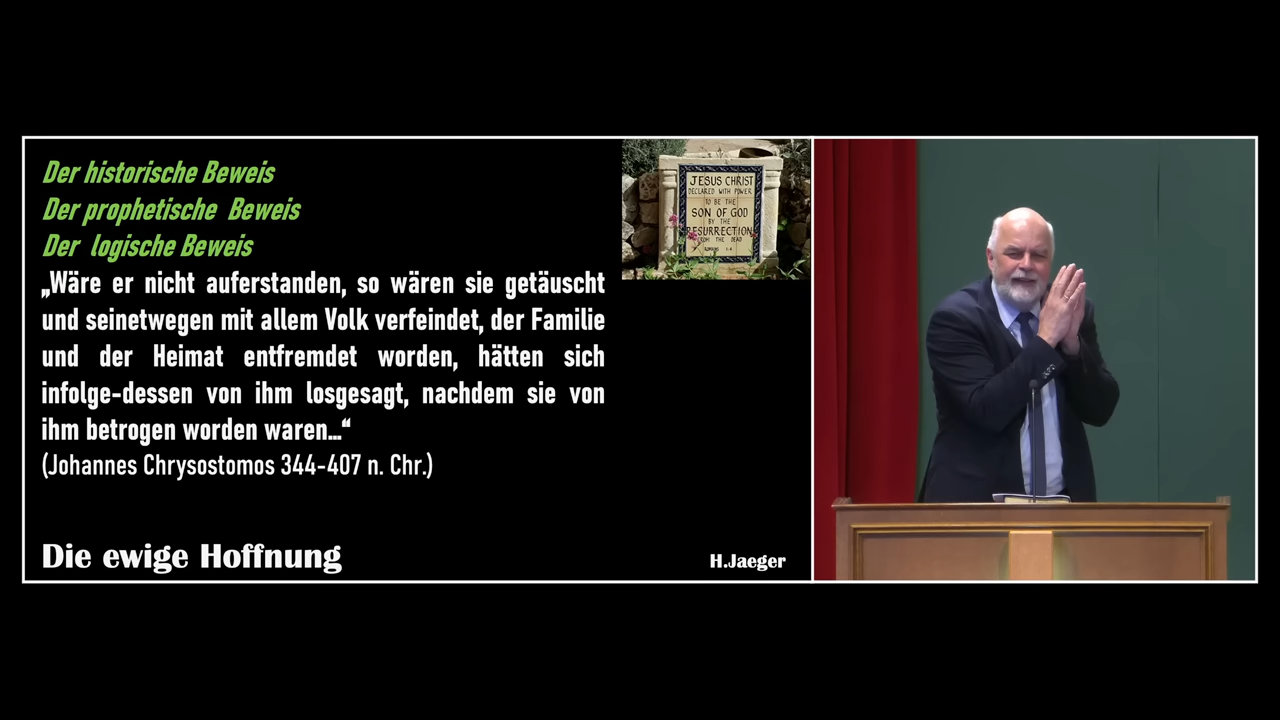 Der historische Beweis
Der prophetische Beweis
Der logische Beweis
„Wäre er nicht auferstanden, so wären sie getäuscht
und seinetwegen mit allem Volk verfeindet, der Familie
und der Heimat entfremdet worden, hätten sich
infolge-dessen von ihm losgesagt, nachdem sie von
ihm betrogen worden waren...“
(Johannes Chrysostomos 344-407 n. Chr.)
JESUS CHRIST
DECLARED WITH POWER
TO BE THE
SON OF GOD
BY THE
RESURRECTION
FROM THE DEAD
ROMANS 1-4
Die ewige Hoffnung
H.Jaeger